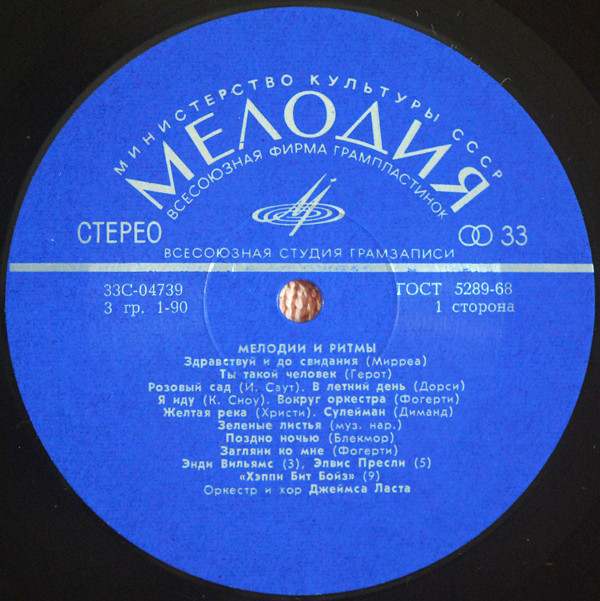 МИНИСТЕРСТВО КУЛЬТУРЫ СССР
МЕЛОДИЯ
ВСЕСОЮЗНАЯ ФИРМА ГРАМПЛАСТИНОК
СТЕРЕО
33
ВСЕСОЮЗНАЯ СТУДИЯ ГРАМЗАПИСИ
33С-04739
ГОСТ 5289-68
3 гр. 1-90
1 сторона
МЕЛОДИИ И РИТМЫ
Здравствуй и до свидания (Мирреа)
Ты такой человек (Герот)
Розовый сад (И. Саут). В летний день (Дорси)
Я иду (К. Сноу). Вокруг оркестра (Фогерти)
Желтая река (Христи). Сулейман (Диманд)
Зеленые листья (муз. нар.)
Поздно ночью (Блекмор)
Загляни ко мне (Фогерти)
Энди Вильямс (3), Элвис Пресли (5)
«Хэппи Бит Бойз» (9)
Оркестр и хор Джеймса Ласта